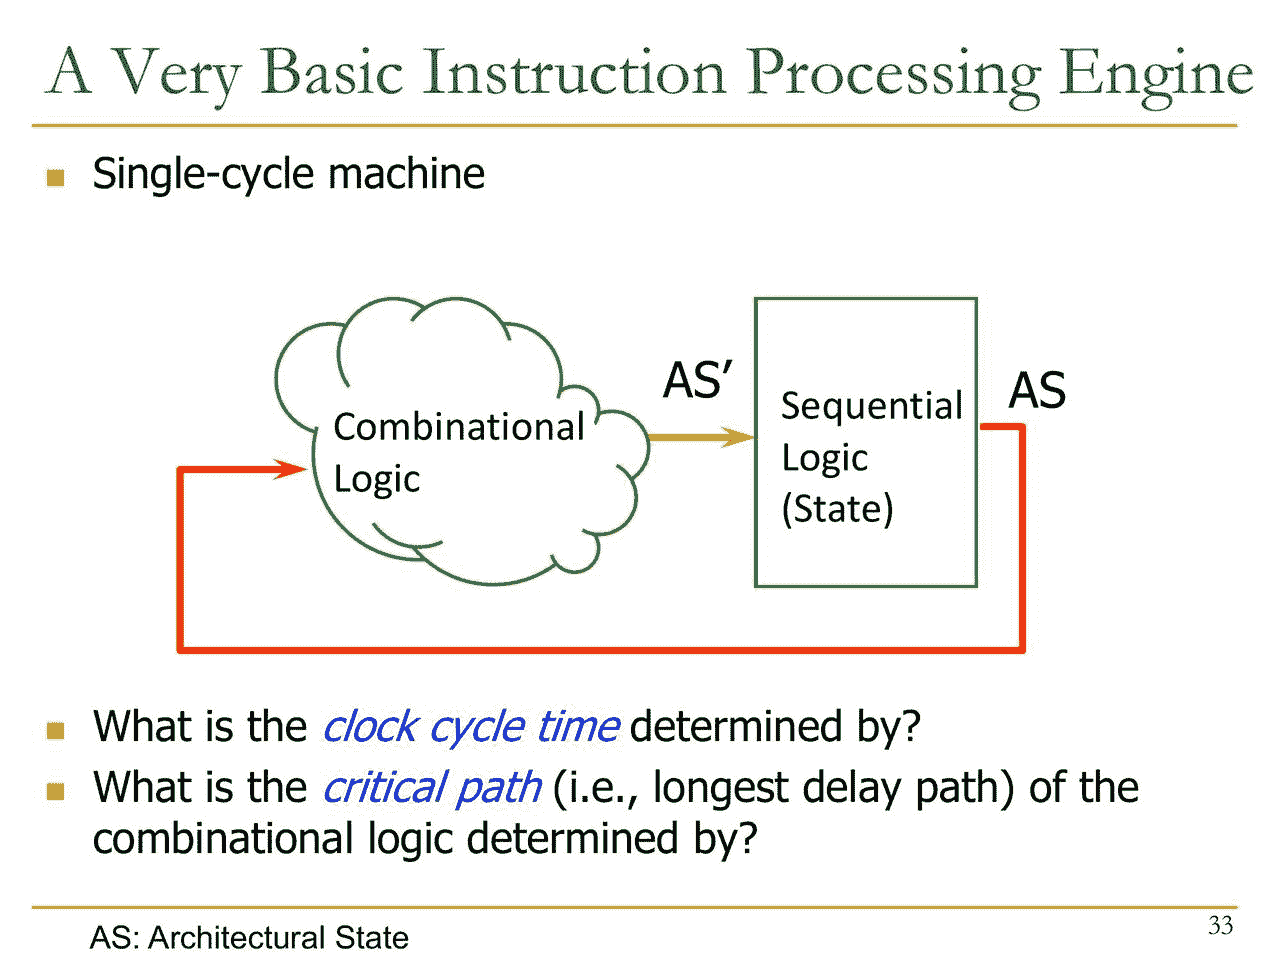 A Very Basic Instruction Processing Engine
Single-cycle machine
Combinational
Logic
AS’
Sequential
Logic
(State)
AS
What is the clock cycle time determined by?
What is the critical path (i.e., longest delay path) of the
combinational logic determined by?
AS: Architectural State
33